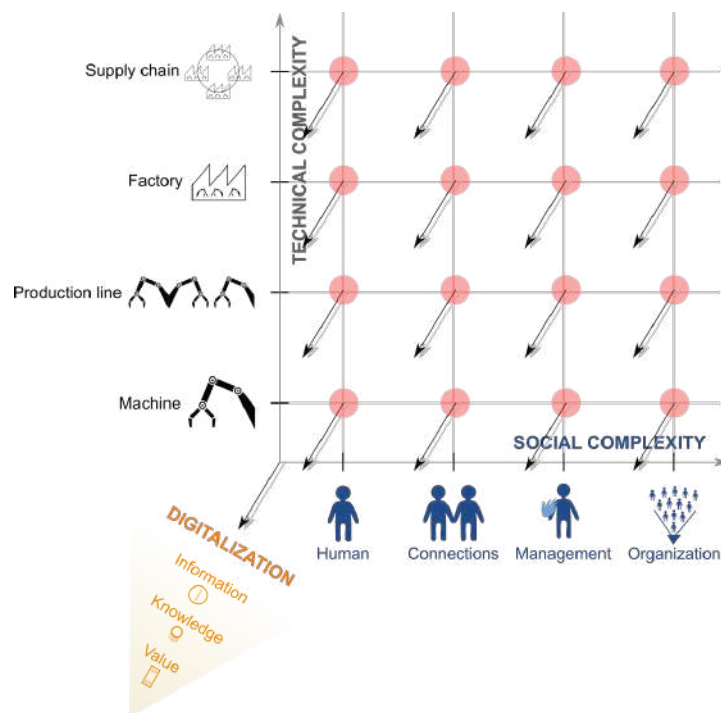 Supply chain
TECHNICAL COMPLEXITY
Factory
Production line
Machine
SOCIAL COMPLEXITY
DIGITALIZATION
Human
Connections
Management
Organization
Information
Knowledge
Value